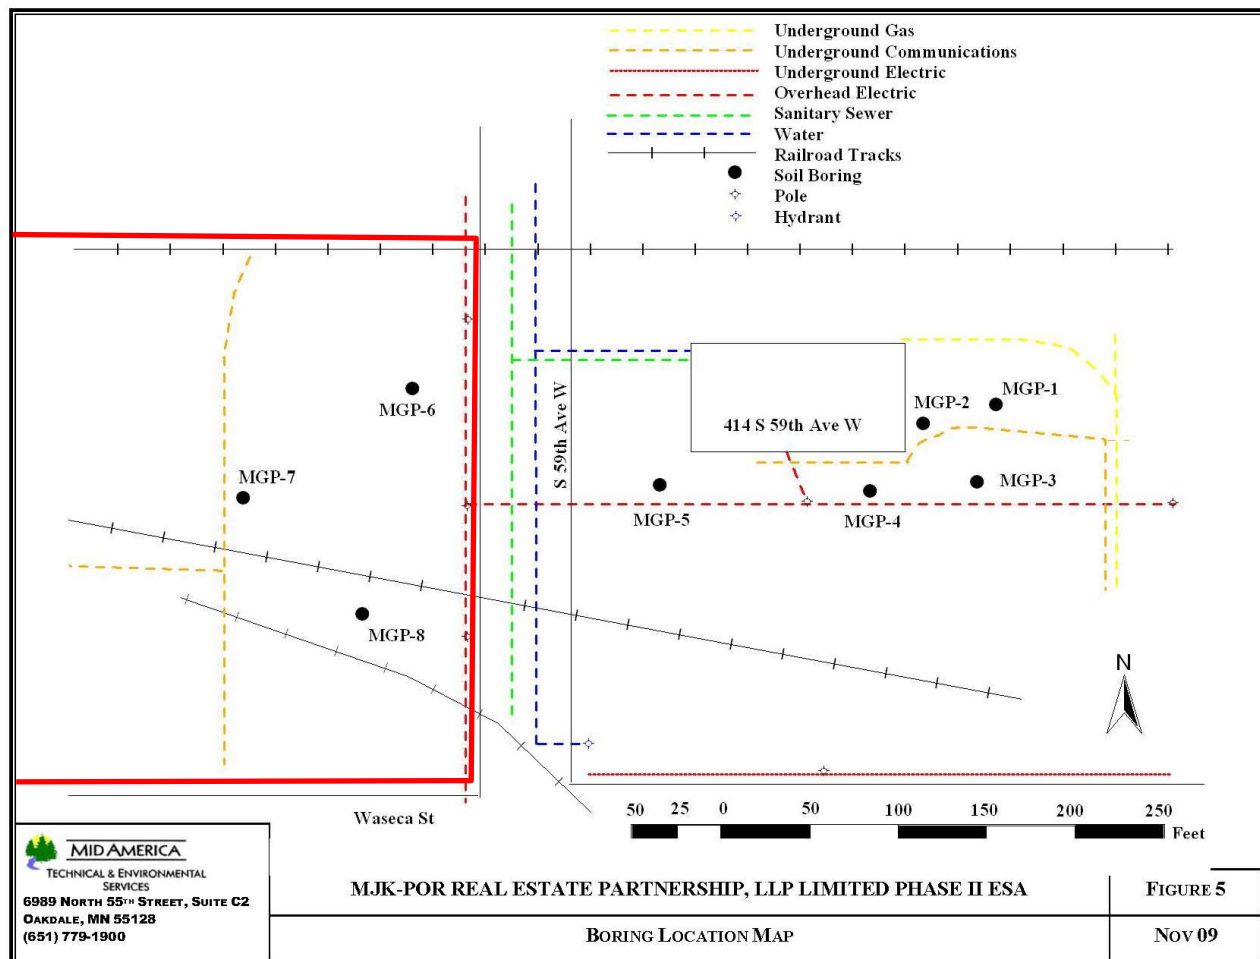 Underground Gas
Underground Communications
Underground Electric
Overhead Electric
Sanitary Sewer
Water
Railroad Tracks
Soil Boring
Pole
Hydrant
MGP-6
MGP-7
MGP-8
S 59th Ave W
414 S 59th Ave W
MGP-1
MGP-2
MGP-3
MGP-4
MGP-5
N
Waseca St
50 25 0 50 100 150 200 250
Feet
MID AMERICA
TECHNICAL & ENVIRONMENTAL
SERVICES
6989 NORTH 55TH STREET, SUITE C2
OAKDALE, MN 55128
(651) 779-1900
MJK-POR REAL ESTATE PARTNERSHIP, LLP LIMITED PHASE II ESA
FIGURE 5
BORING LOCATION MAP
NOV 09